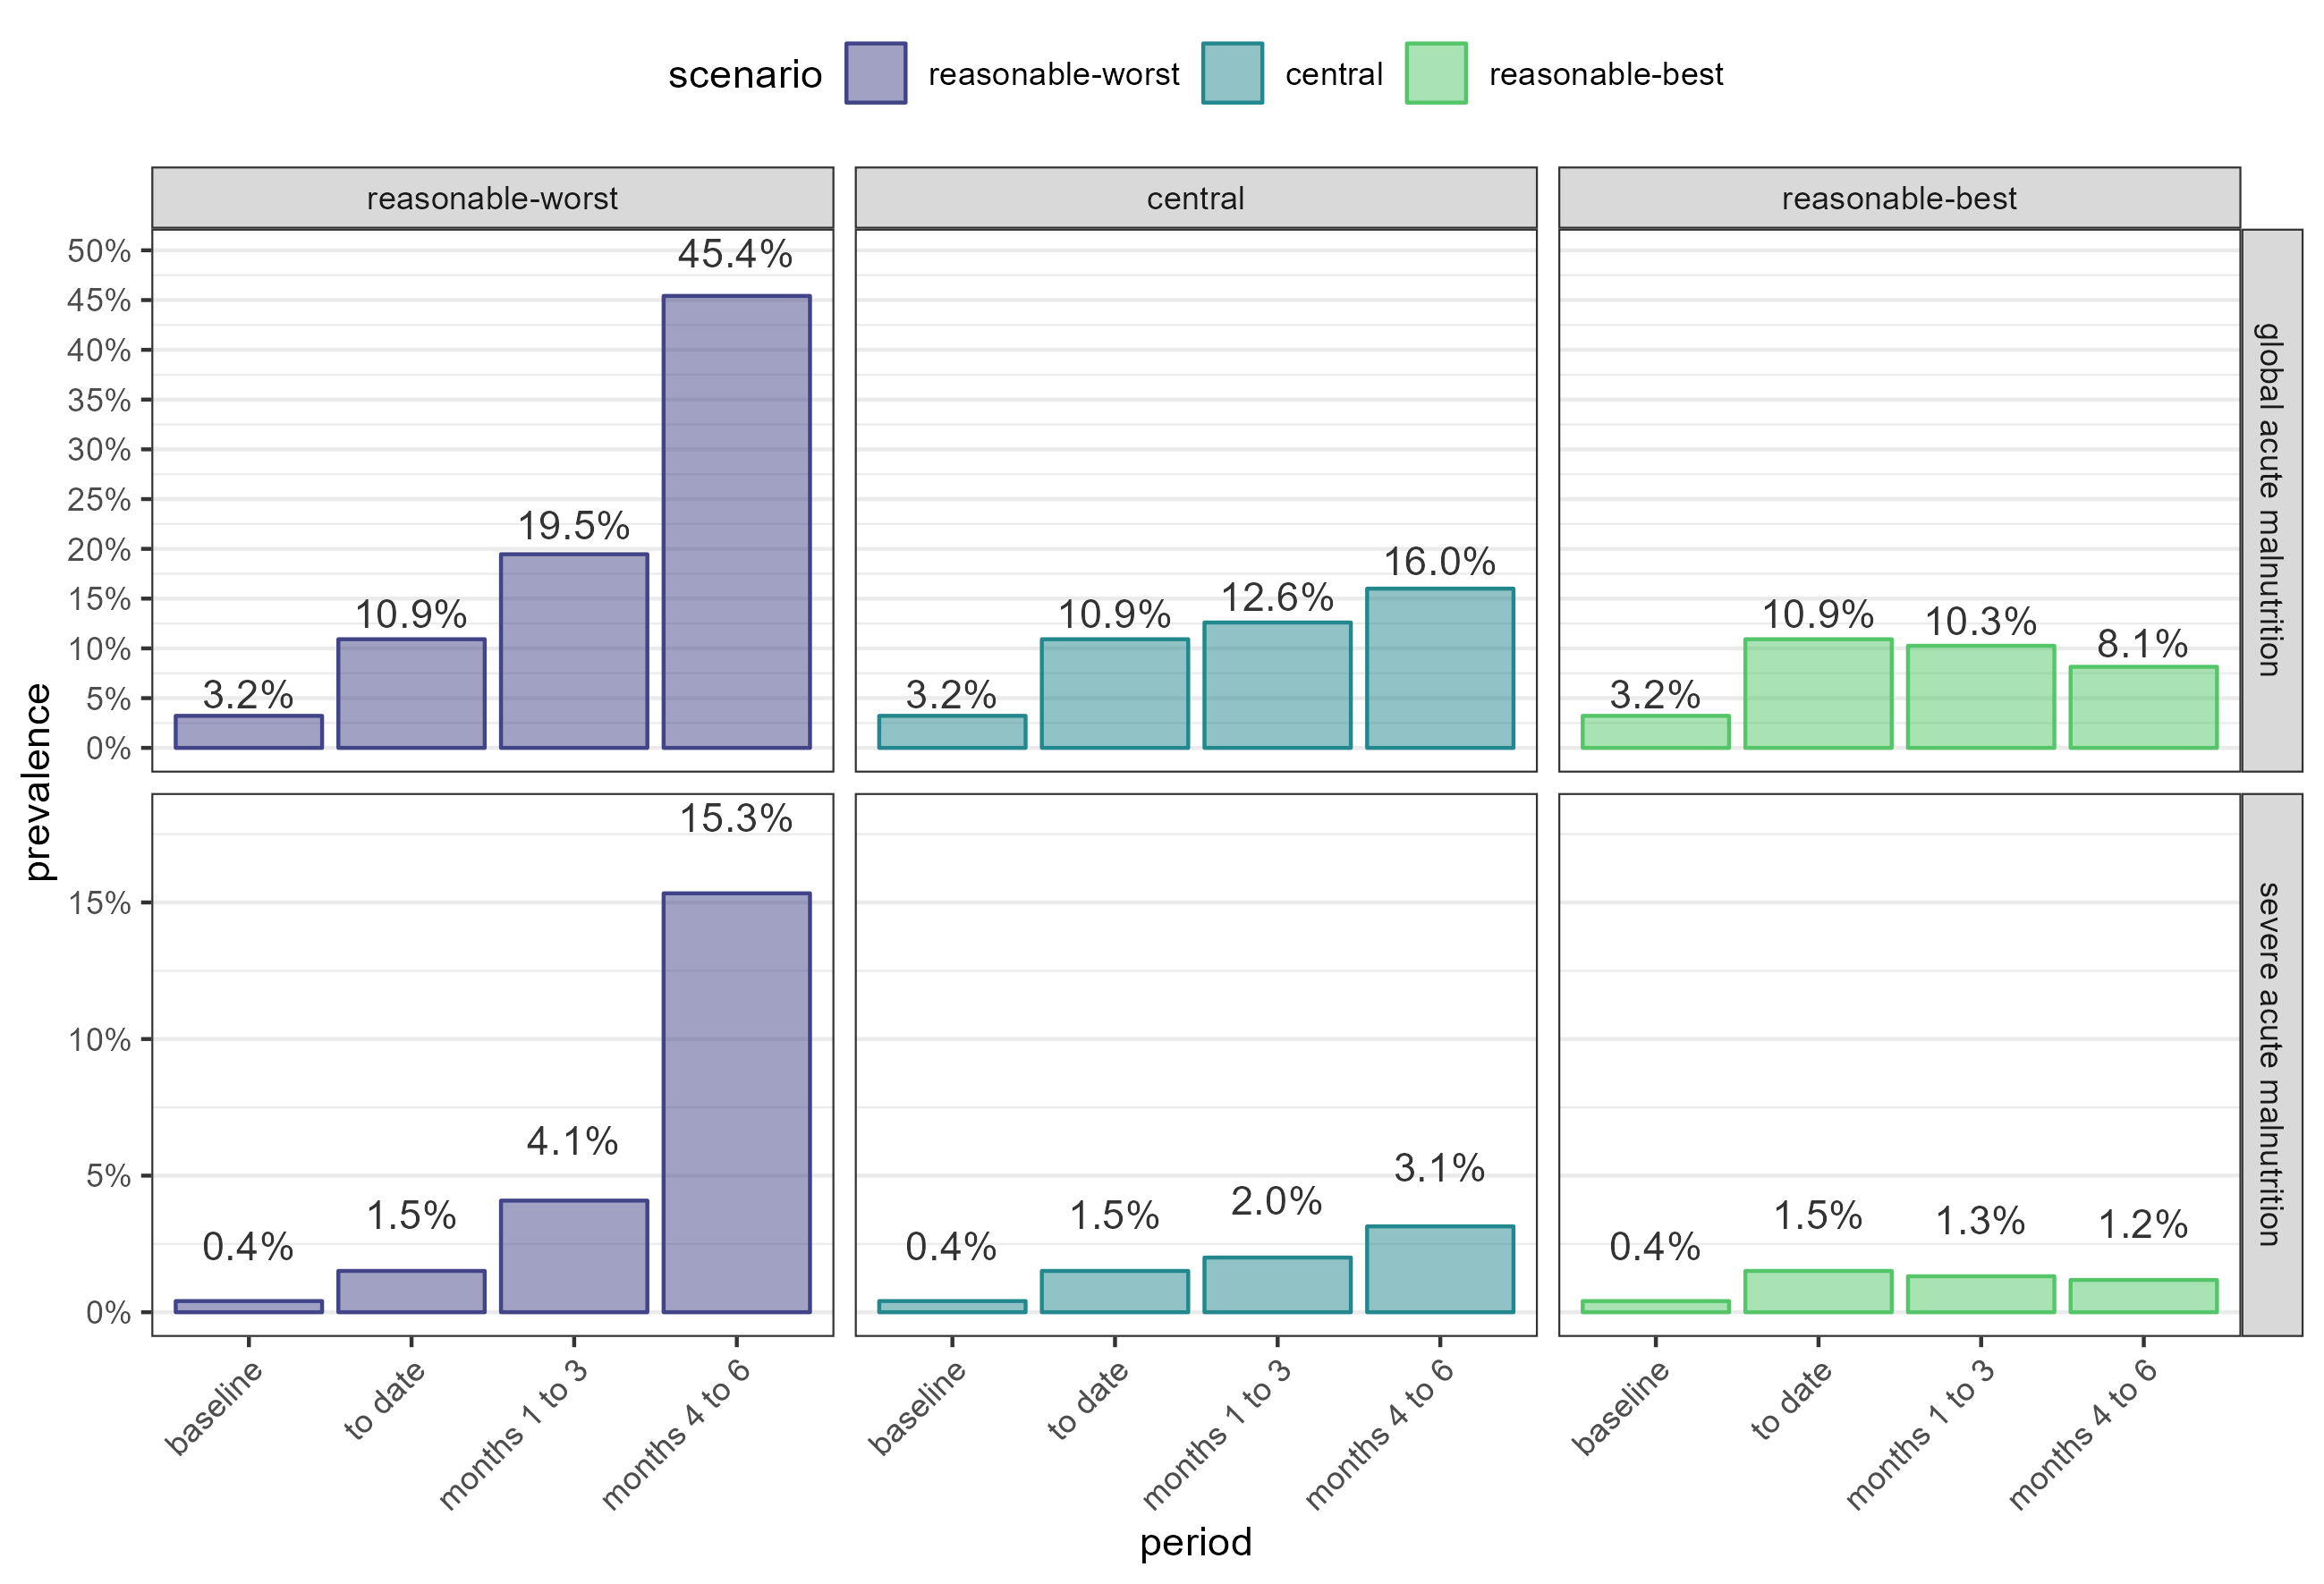 scenario reasonable-worst central reasonable-best
reasonable-worst central reasonable-best
global acute malnutrition
prevalence
50%
45%
40%
35%
30%
25%
20%
15%
10%
5%
0%
3.2% 10.9% 19.5% 45.4%
3.2% 10.9% 12.6% 16.0%
3.2% 10.9% 10.3% 8.1%
severe acute malnutrition
15%
10%
5%
0%
0.4% 1.5% 4.1% 15.3%
0.4% 1.5% 2.0% 3.1%
0.4% 1.5% 1.3% 1.2%
baseline to date months 1 to 3 months 4 to 6
baseline to date months 1 to 3 months 4 to 6
baseline to date months 1 to 3 months 4 to 6
period